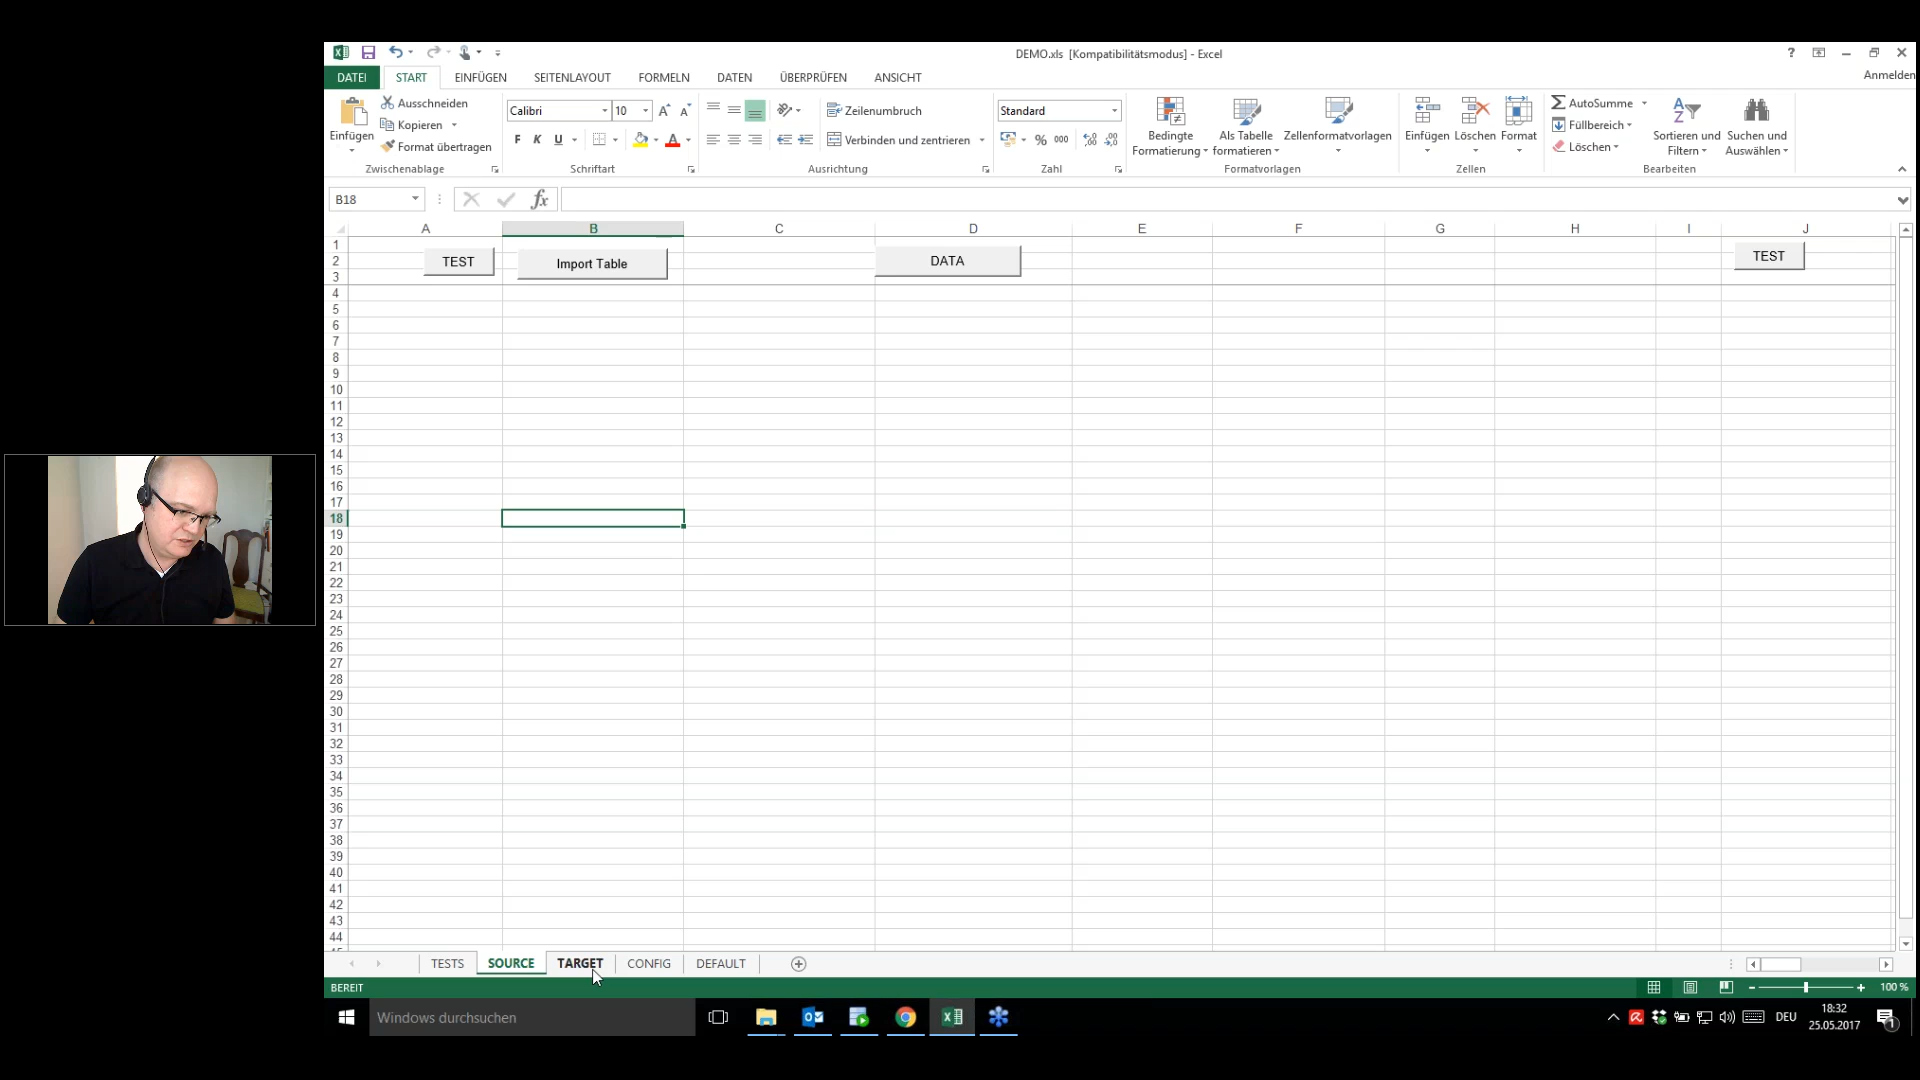 DEMO.xls [Kompatibilitätsmodus] - Excel
?
DATEI START EINFÜGEN SEITENLAYOUT FORMELN DATEN ÜBERPRÜFEN ANSICHT Anmelden
Einfügen
Ausschneiden
Kopieren
Format übertragen
Zwischenablage
Calibri 10
F K U
Schriftart
Zeilenumbruch
Verbinden und zentrieren
Ausrichtung
Standard
% 000
Zahl
Bedingte Formatierung
Als Tabelle formatieren
Zellenformatvorlagen
Formatvorlagen
Einfügen Löschen Format
Zellen
AutoSumme
Füllbereich
Löschen
Sortieren und Filtern
Suchen und Auswählen
Bearbeiten
B18
fx
A B C D E F G H I J
1
2
3
TEST Import Table DATA TEST
4
5
6
7
8
9
10
11
12
13
14
15
16
17
18
19
20
21
22
23
24
25
26
27
28
29
30
31
32
33
34
35
36
37
38
39
40
41
42
43
44
TESTS SOURCE TARGET CONFIG DEFAULT
BEREIT
100 %
Windows durchsuchen
DEU
18:32
25.05.2017
1